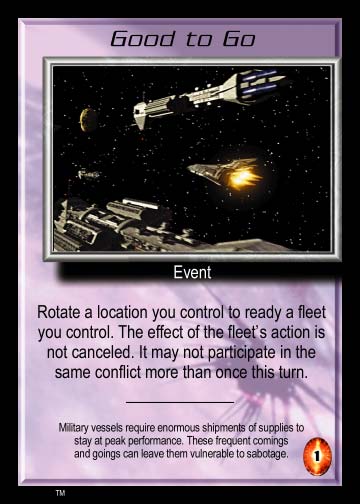 Good to Go
Event
Rotate a location you control to ready a fleet
you control. The effect of the fleet's action is
not canceled. It may not participate in the
same conflict more than once this turn.
Military vessels require enormous shipments of supplies to
stay at peak performance. These frequent comings
and goings can leave them vulnerable to sabotage.
1
TM